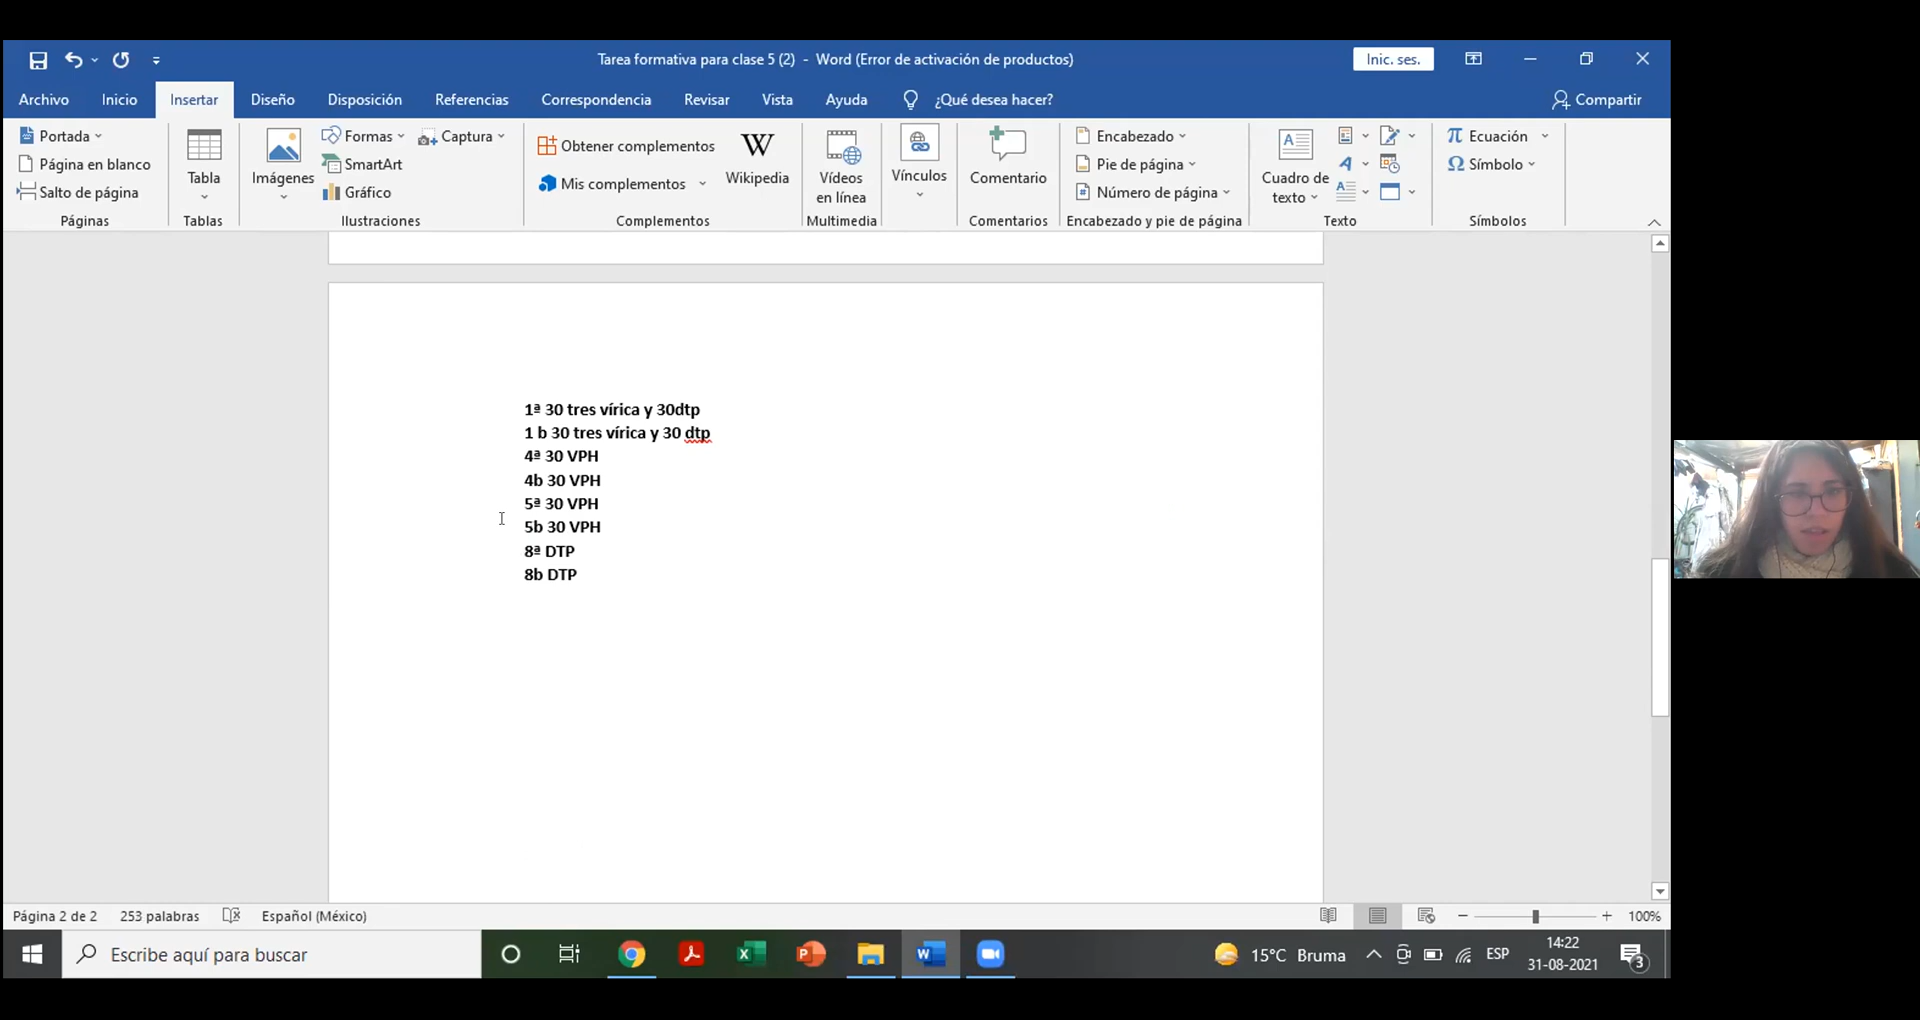 Tarea formativa para clase 5 (2) - Word (Error de activación de productos)
Inic. ses.
Archivo Inicio Insertar Diseño Disposición Referencias Correspondencia Revisar Vista Ayuda ¿Qué desea hacer? Compartir
Portada
Página en blanco
Salto de página
Páginas
Tabla
Tablas
Imágenes
Formas
SmartArt
Gráfico
Captura
Ilustraciones
Obtener complementos
Mis complementos
W
Wikipedia
Complementos
Vídeos
en línea
Multimedia
Vínculos
Comentario
Comentarios
Encabezado
Pie de página
Número de página
Encabezado y pie de página
Cuadro de
texto
Texto
Ecuación
Símbolo
Símbolos
1ª 30 tres vírica y 30dtp
1 b 30 tres vírica y 30 dtp
4ª 30 VPH
4b 30 VPH
5ª 30 VPH
5b 30 VPH
8ª DTP
8b DTP
Página 2 de 2 253 palabras Español (México) 100%
Escribe aquí para buscar
15°C Bruma
ESP
14:22
31-08-2021
3